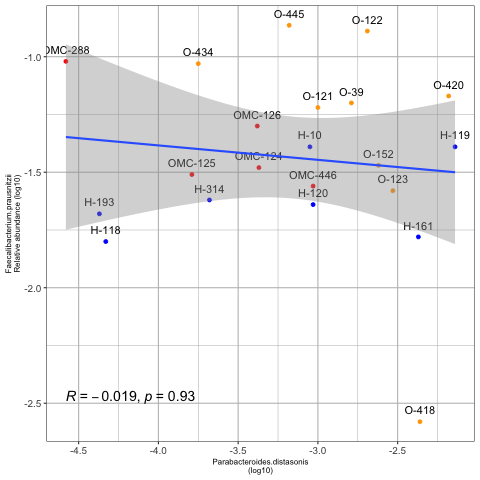 O-445
O-122
OMC-288
O-434
-1.0
O-420
O-39
O-121
OMC-126
H-10
H-119
OMC-124
O-152
OMC-125
-1.5
OMC-446
O-123
H-314
H-120
H-193
H-118
H-161
-2.0
Faecalibacterium.prausnitzii
Relative abundance (log10)
R = − 0.019, p = 0.93
-2.5
O-418
-4.5 -4.0 -3.5 -3.0 -2.5
Parabacteroides.distasonis
(log10)